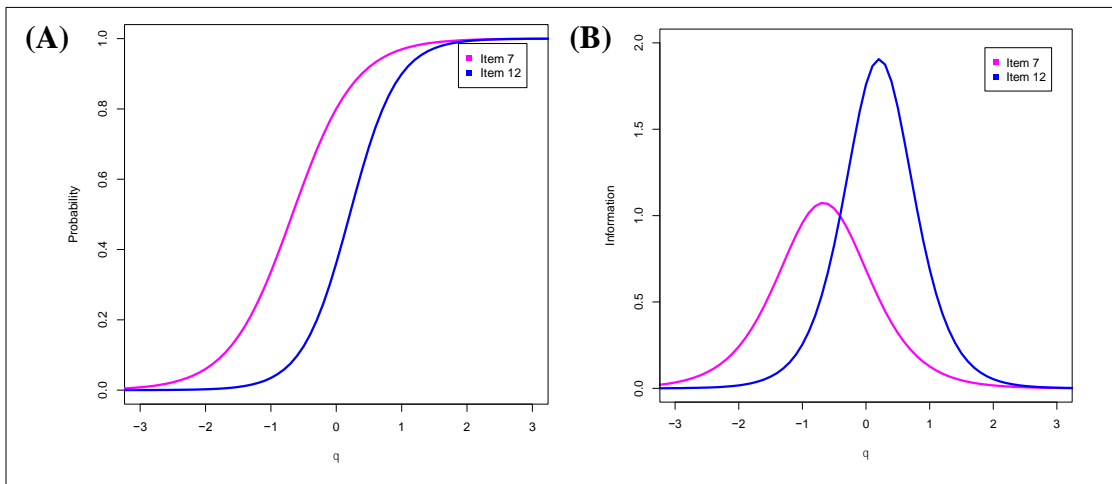 (A)
Probability
1.0
0.8
0.6
0.4
0.2
0.0
Item 7
Item 12
−3 −2 −1 0 1 2 3
q
(B)
Information
2.0
1.5
1.0
0.5
0.0
Item 7
Item 12
−3 −2 −1 0 1 2 3
q